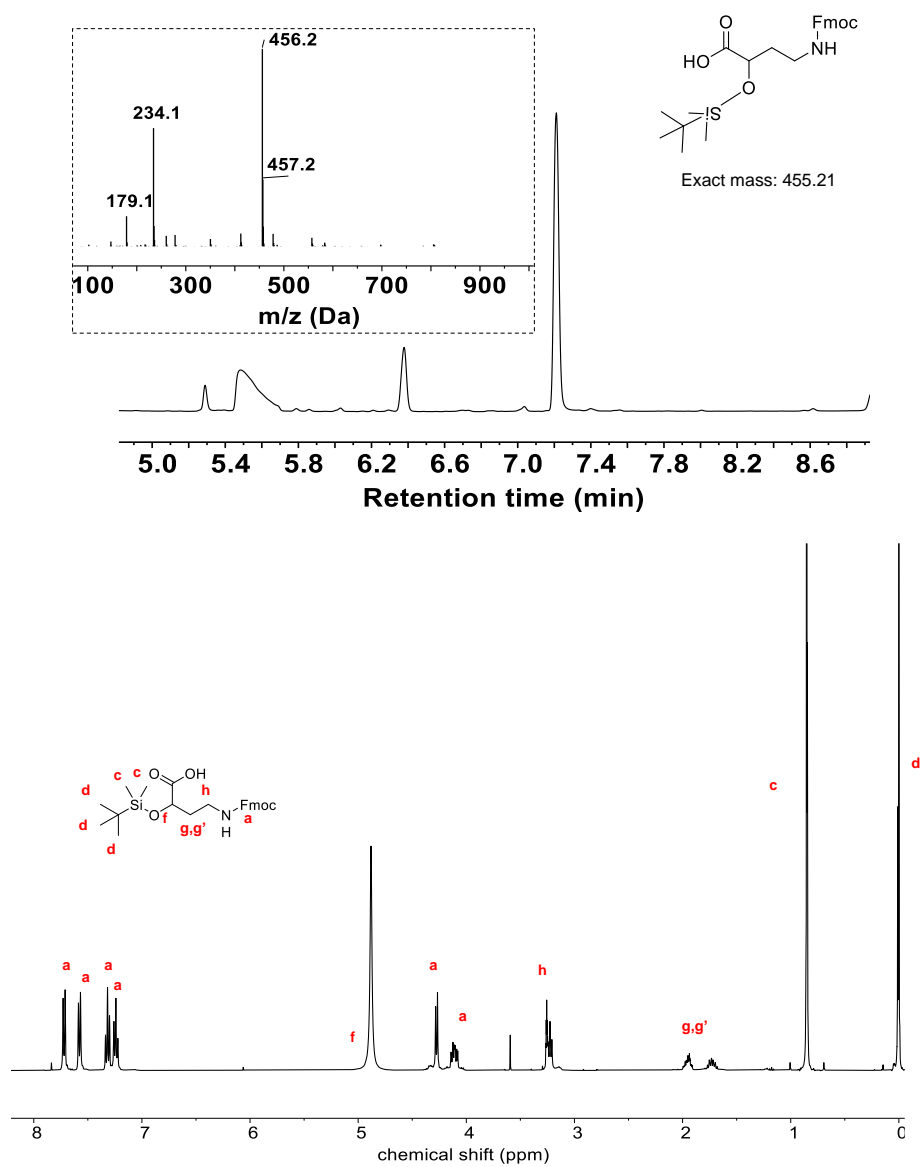 456.2
234.1
457.2
179.1
100 300 500 700 900
m/z (Da)
O
Fmoc
HO
NH
O
Si
Exact mass: 455.21
5.0 5.4 5.8 6.2 6.6 7.0 7.4 7.8 8.2 8.6
Retention time (min)
d
c c
O OH
d
h
Si
O
f
N
H
Fmoc
a
d
g,g’
d
c
a
a
a
a
f
a
a
h
g,g’
8 7 6 5 4 3 2 1 0
chemical shift (ppm)